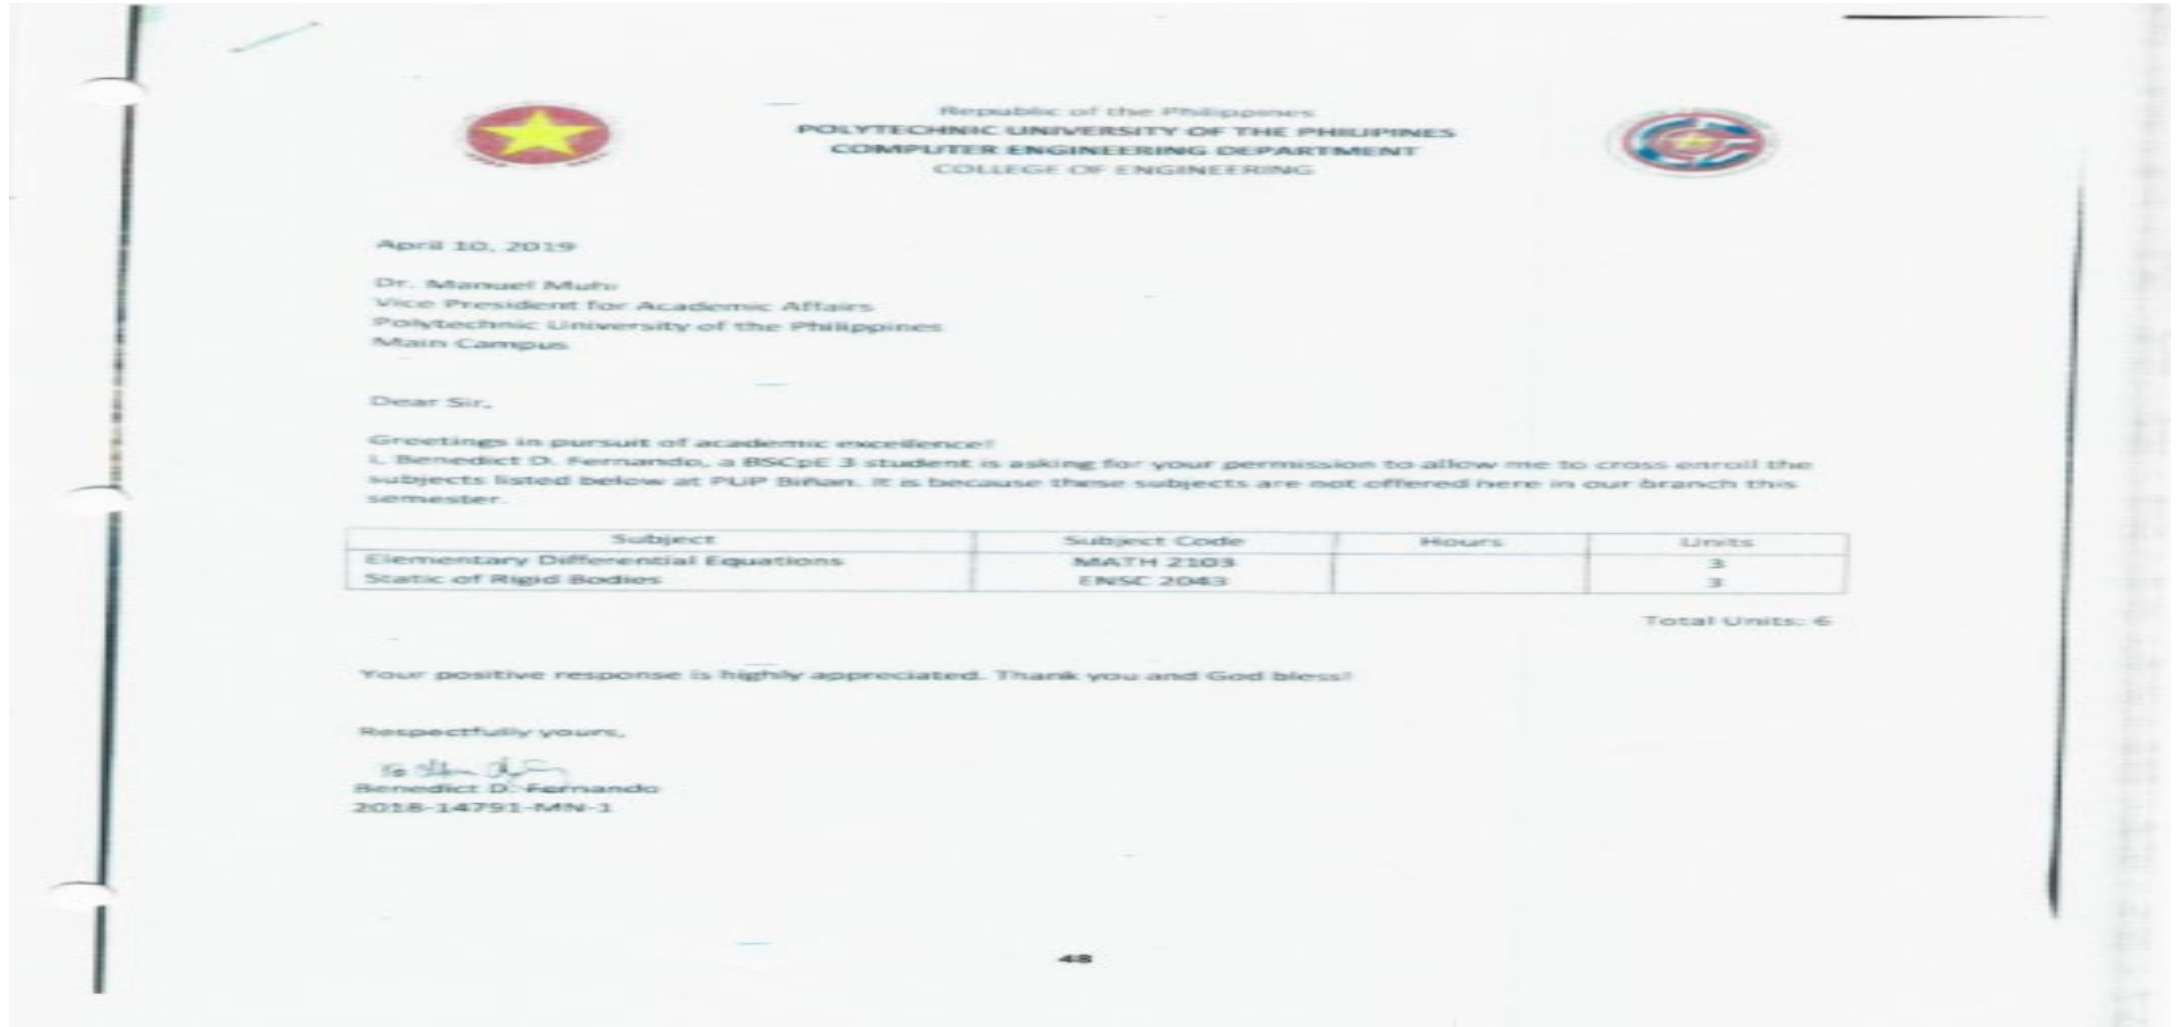 Republic of the Philippines
POLYTECHNIC UNIVERSITY OF THE PHILIPINES
COMPUTER ENGINEERING DEPARTMENT
COLLEGE OF ENGINEERING
April 10, 2019
Dr. Manuel Muhi
Vice President for Academic Affairs
Polytechnic University of the Philippines
Main Campus
Dear Sir,
Greetings in pursuit of academic excellence!
I, Benedict D. Fernando, a BSCpE 3 student is asking for your permission to allow me to cross enroll the
subjects listed below at PUP Biñan. It is because these subjects are not offered here in our branch this
semester.
Subject Subject Code Hours Units
Elementary Differential Equations MATH 2103 3
Static of Rigid Bodies ENSC 2043 3
Total Units: 6
Your positive response is highly appreciated. Thank you and God bless!
Respectfully yours,
Benedict D. Fernando
2018-14791-MN-1
48